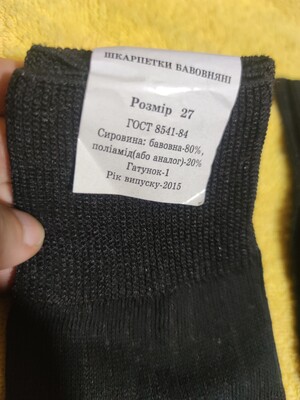 ШКАРПЕТКИ БАВОВНЯНІ
Розмір 27
ГОСТ 8541-84
Сировина: бавовна-80%,
поліамід(або аналог)-20%
Гатунок-1
Рік випуску-2015